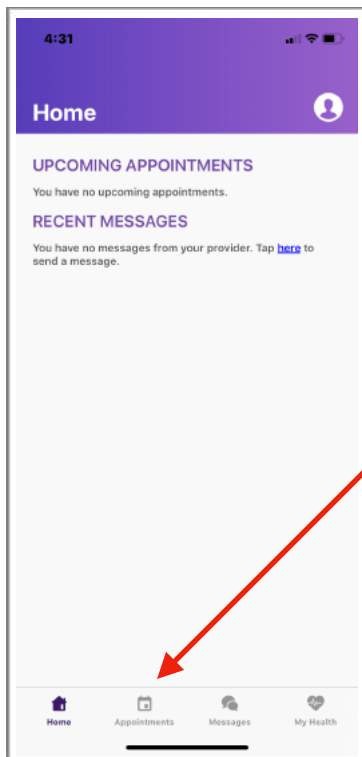 4:31
Home
UPCOMING APPOINTMENTS
You have no upcoming appointments.
RECENT MESSAGES
You have no messages from your provider. Tap here to
send a message.
Home Appointments Messages My Health